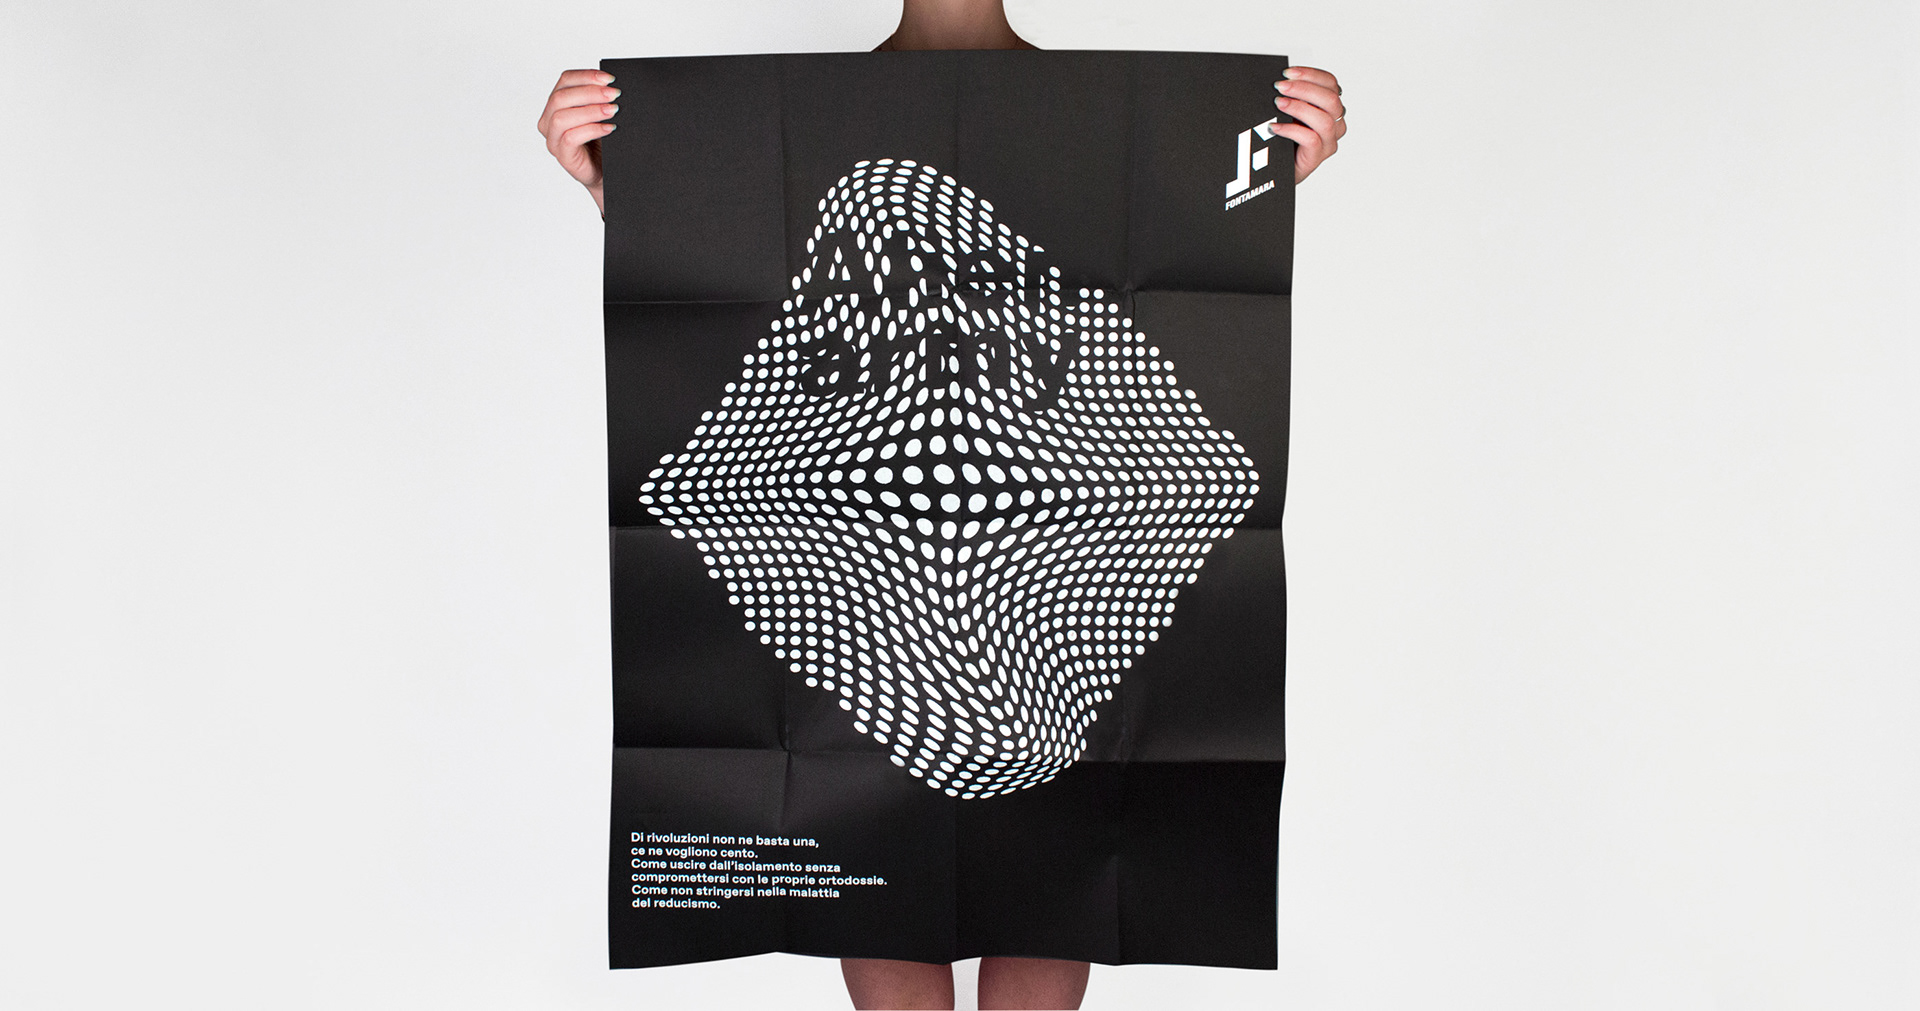 FONTAMARA
Di rivoluzioni non ne basta una,
ce ne vogliono cento.
Come uscire dall'isolamento senza
compromettersi con le proprie ortodossie.
Come non stringersi nella malattia
del reducismo.